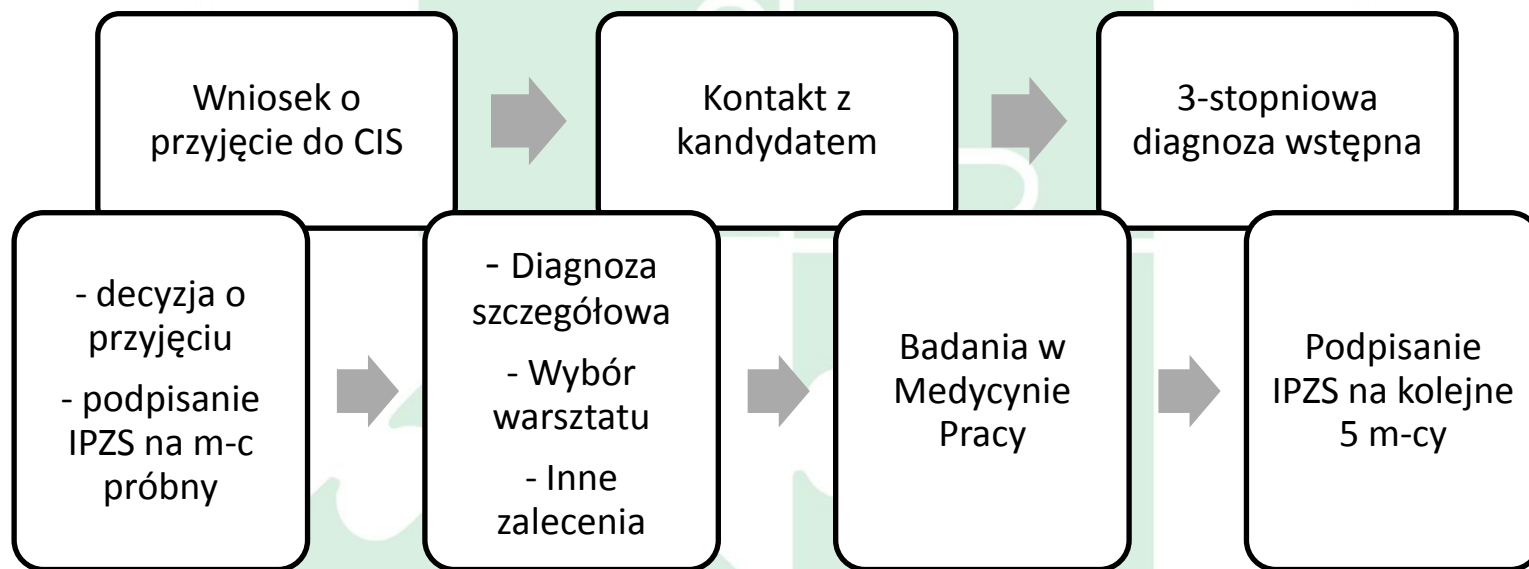 Wniosek o
przyjęcie do CIS
Kontakt z
kandydatem
3-stopniowa
diagnoza wstępna
- decyzja o
przyjęciu
- podpisanie
IPZS na m-c
próbny
- Diagnoza
szczegółowa
- Wybór
warsztatu
- Inne
zalecenia
Badania w
Medycynie
Pracy
Podpisanie
IPZS na kolejne
5 m-cy